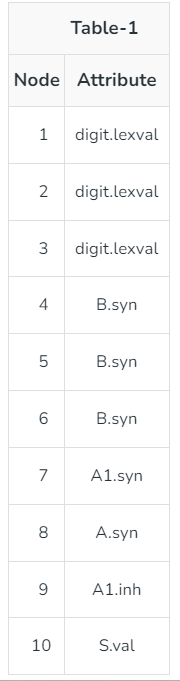 Table-1
Node Attribute
1 digit.lexval
2 digit.lexval
3 digit.lexval
4 B.syn
5 B.syn
6 B.syn
7 A1.syn
8 A.syn
9 A1.inh
10 S.val